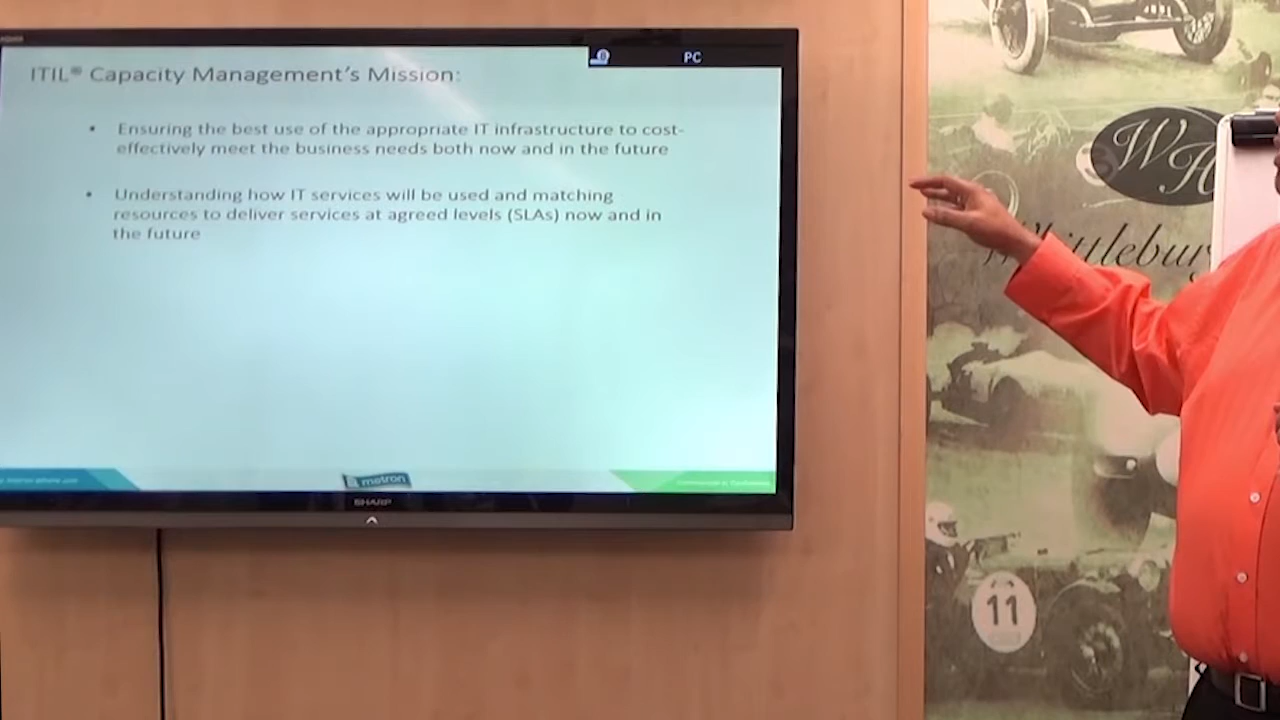 PC
ITIL® Capacity Management's Mission:
• Ensuring the best use of the appropriate IT infrastructure to cost-
effectively meet the business needs both now and in the future
• Understanding how IT services will be used and matching
resources to deliver services at agreed levels (SLAs) now and in
the future
metron
SHARP
WH
Whittlebur
11